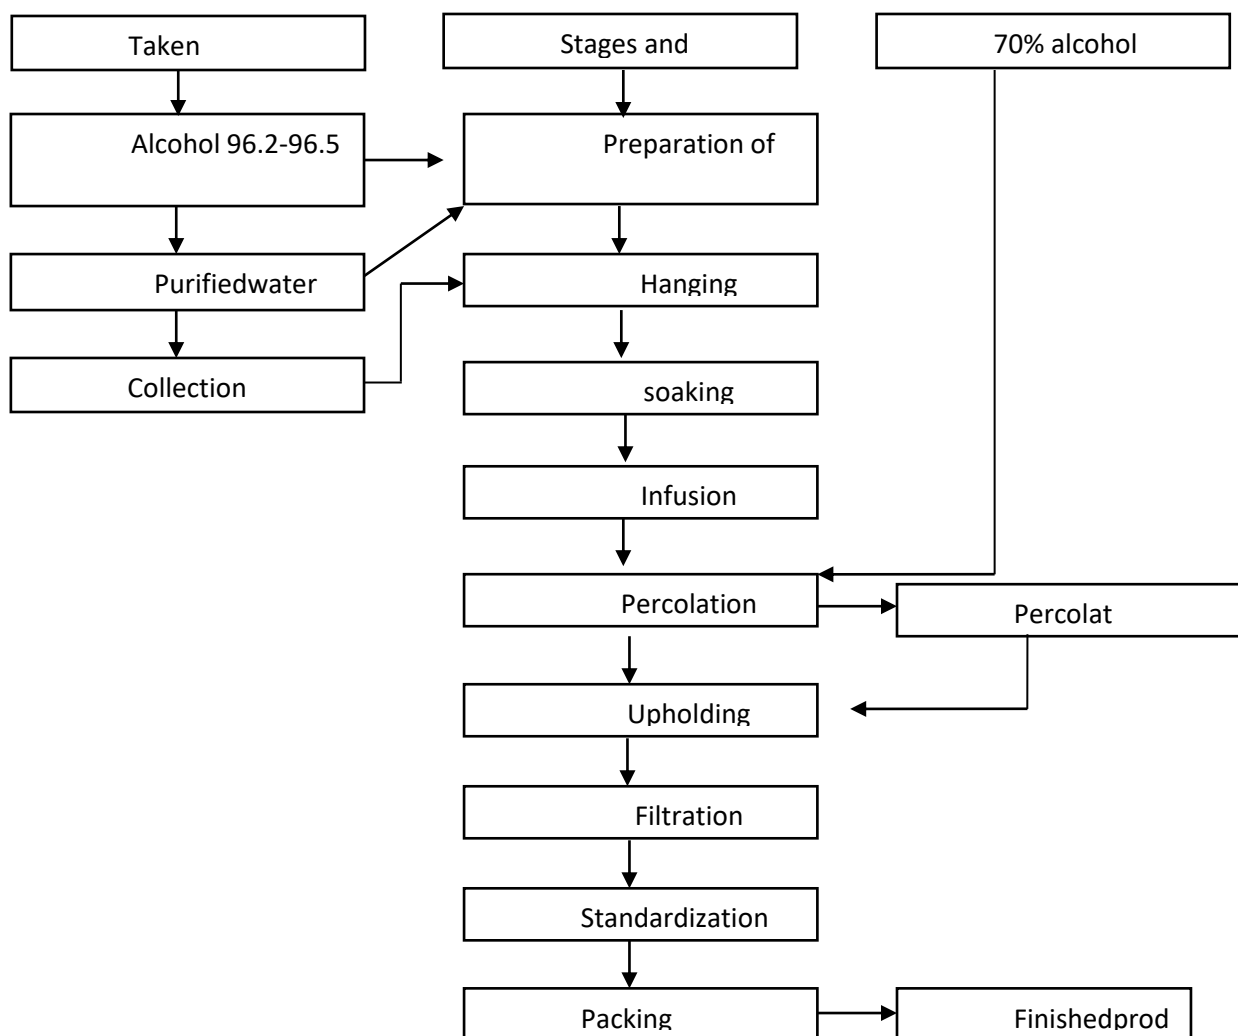 Taken
Stages and
70% alcohol
Alcohol 96.2-96.5
Preparation of
Purifiedwater
Hanging
Collection
soaking
Infusion
Percolation
Percolat
Upholding
Filtration
Standardization
Packing
Finishedprod